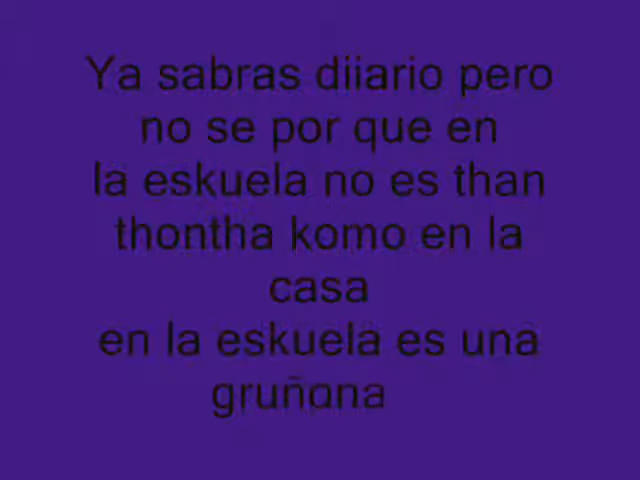 Ya sabras diiario pero
no se por que en
la eskuela no es than
thontha komo en la
casa
en la eskuela es una
gruñona